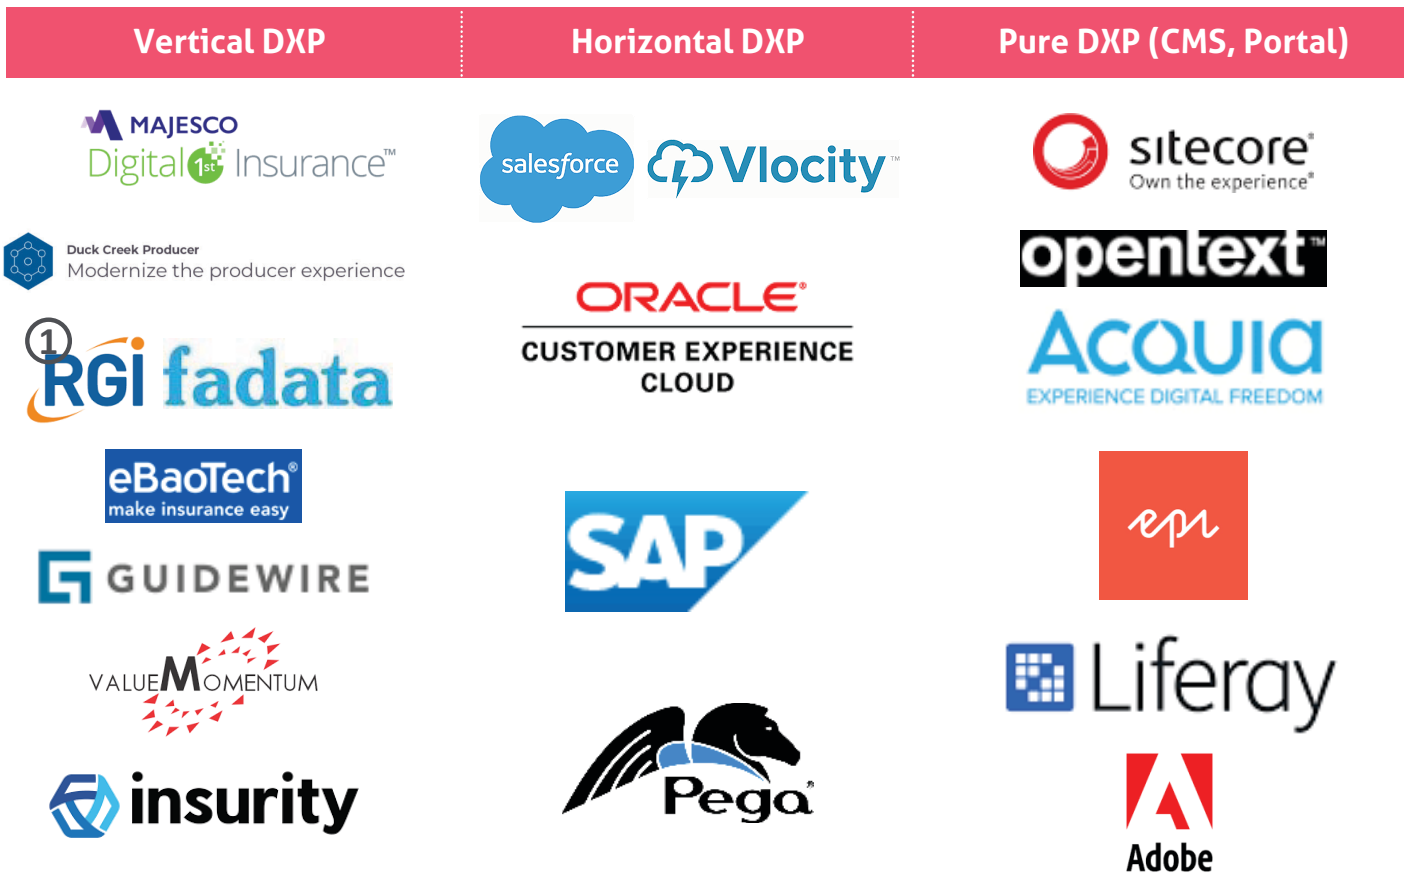 Vertical DXP
Horizontal DXP
Pure DXP (CMS, Portal)
MAJESCO
Digital 1st Insurance™
Duck Creek Producer
Modernize the producer experience
1
RGI
fadata
eBaoTech®
make insurance easy
GUIDEWIRE
VALUEMOMENTUM
insurity
salesforce
Vlocity™
ORACLE®
CUSTOMER EXPERIENCE
CLOUD
SAP
Pega®
sitecore®
Own the experience®
opentext™
Acquia
EXPERIENCE DIGITAL FREEDOM
epi
Liferay
Adobe